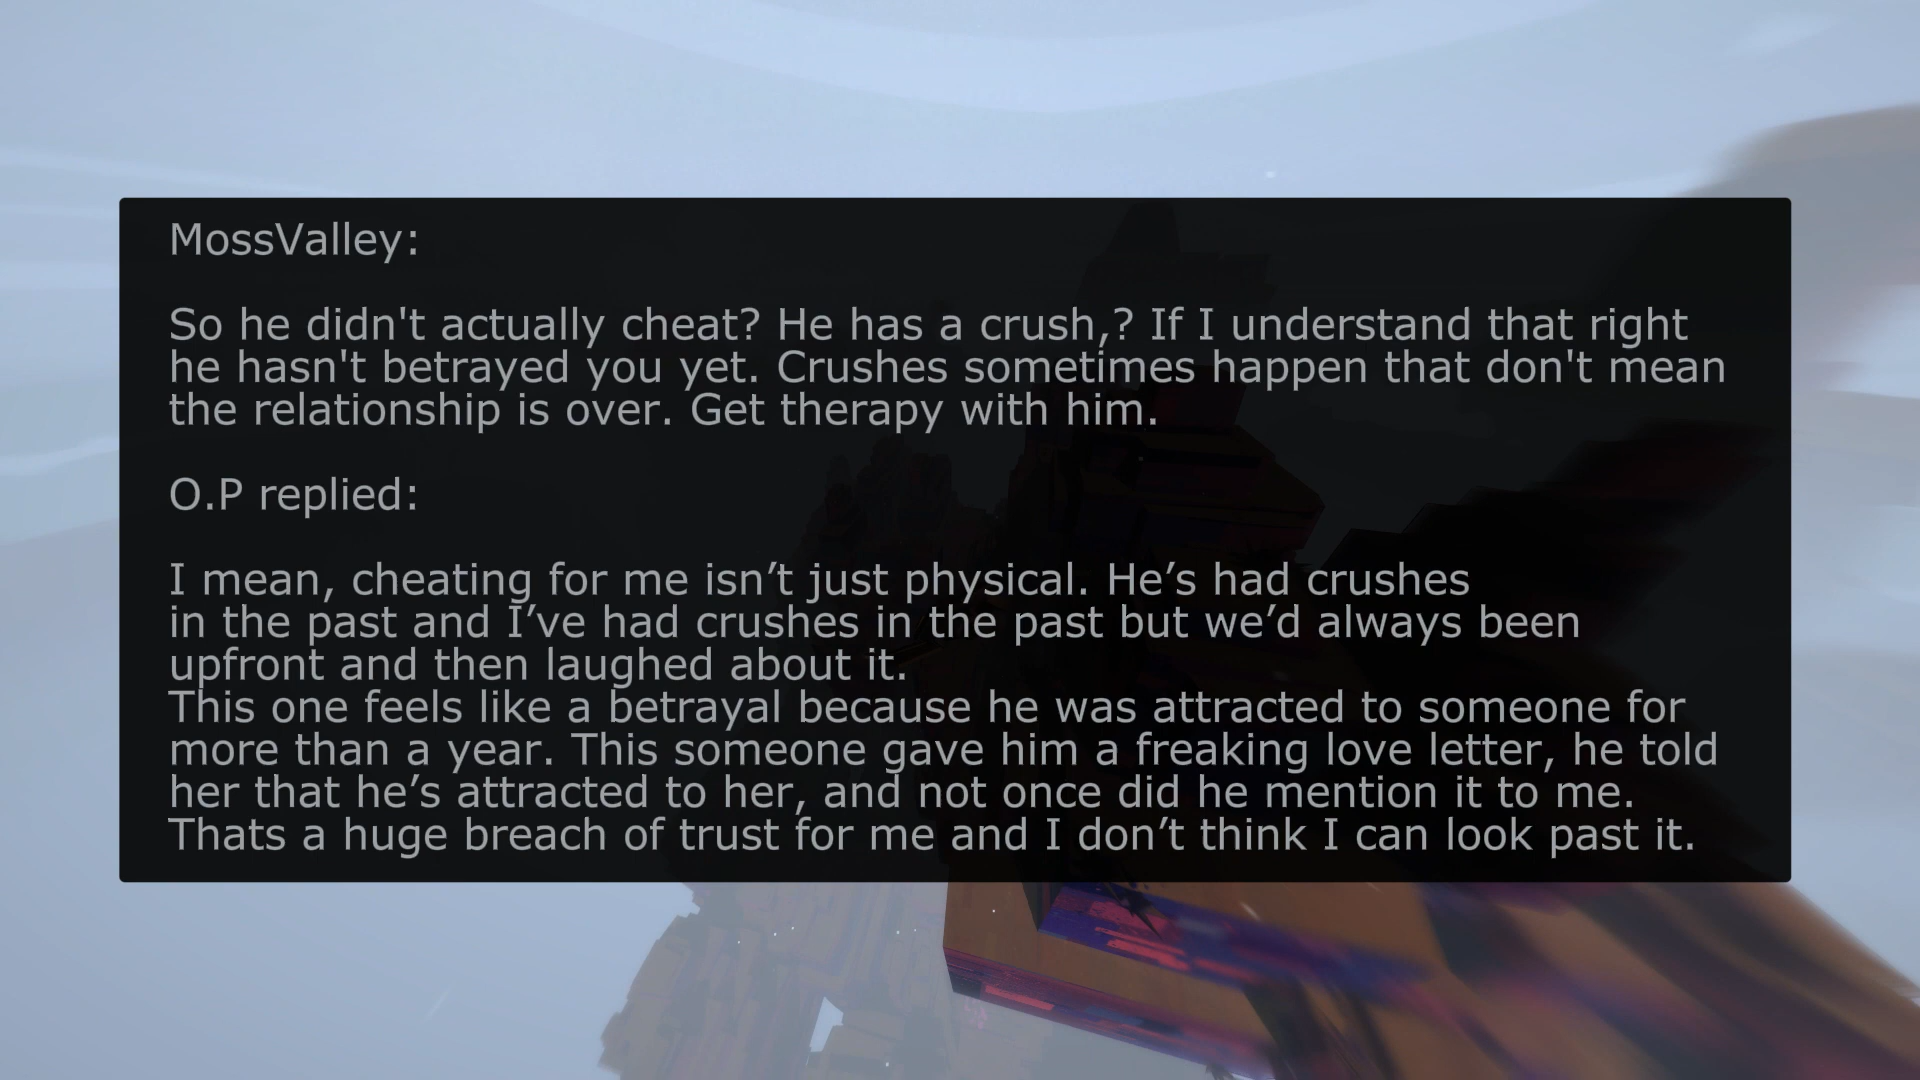 MossValley:
So he didn't actually cheat? He has a crush,? If I understand that right
he hasn't betrayed you yet. Crushes sometimes happen that don't mean
the relationship is over. Get therapy with him.
O.P replied:
I mean, cheating for me isn’t just physical. He’s had crushes
in the past and I’ve had crushes in the past but we’d always been
upfront and then laughed about it.
This one feels like a betrayal because he was attracted to someone for
more than a year. This someone gave him a freaking love letter, he told
her that he’s attracted to her, and not once did he mention it to me.
Thats a huge breach of trust for me and I don’t think I can look past it.